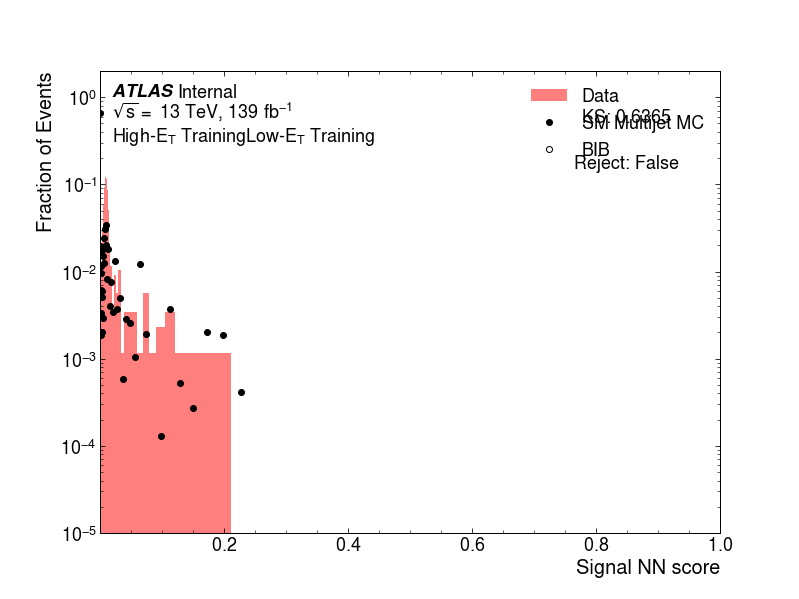 ATLAS Internal
√s = 13 TeV, 139 fb⁻¹
High-E_T TrainingLow-E_T Training
Data
KS: 0.6365
SM Multijet MC
BIB
Reject: False
Fraction of Events
10⁰
10⁻¹
10⁻²
10⁻³
10⁻⁴
10⁻⁵
0.2 0.4 0.6 0.8 1.0
Signal NN score